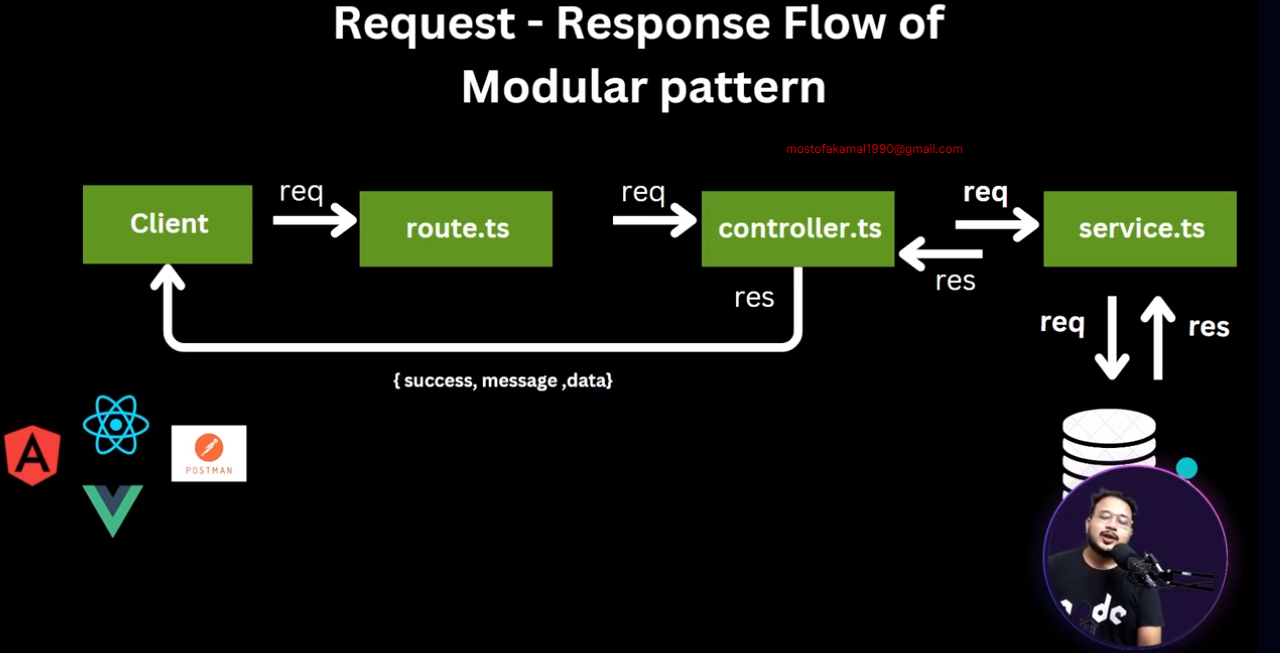 Request - Response Flow of
Modular pattern
mostofakamal1990@gmail.com
req
req
req
Client
route.ts
controller.ts
service.ts
res
res
req
res
{ success, message ,data}
POSTMAN